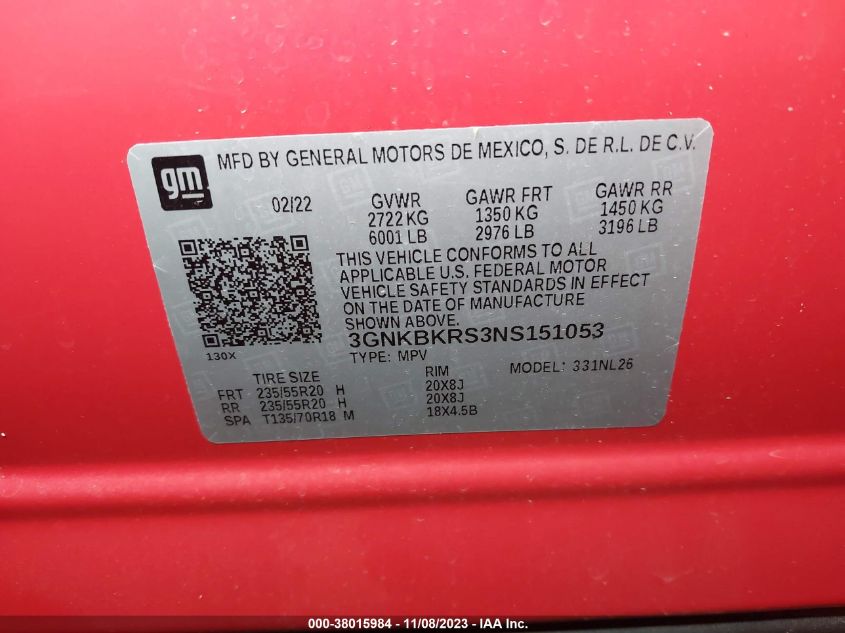 gm
MFD BY GENERAL MOTORS DE MEXICO, S. DE R.L. DE C.V.
02/22 GVWR GAWR FRT GAWR RR
2722 KG 1350 KG 1450 KG
6001 LB 2976 LB 3196 LB
THIS VEHICLE CONFORMS TO ALL
APPLICABLE U.S. FEDERAL MOTOR
VEHICLE SAFETY STANDARDS IN EFFECT
ON THE DATE OF MANUFACTURE
SHOWN ABOVE.
3GNKBKRS3NS151053
130X
TYPE: MPV MODEL: 331NL26
TIRE SIZE RIM
FRT 235/55R20 H 20X8J
RR 235/55R20 H 20X8J
SPA T135/70R18 M 18X4.5B
000-38015984 - 11/08/2023 - IAA Inc.